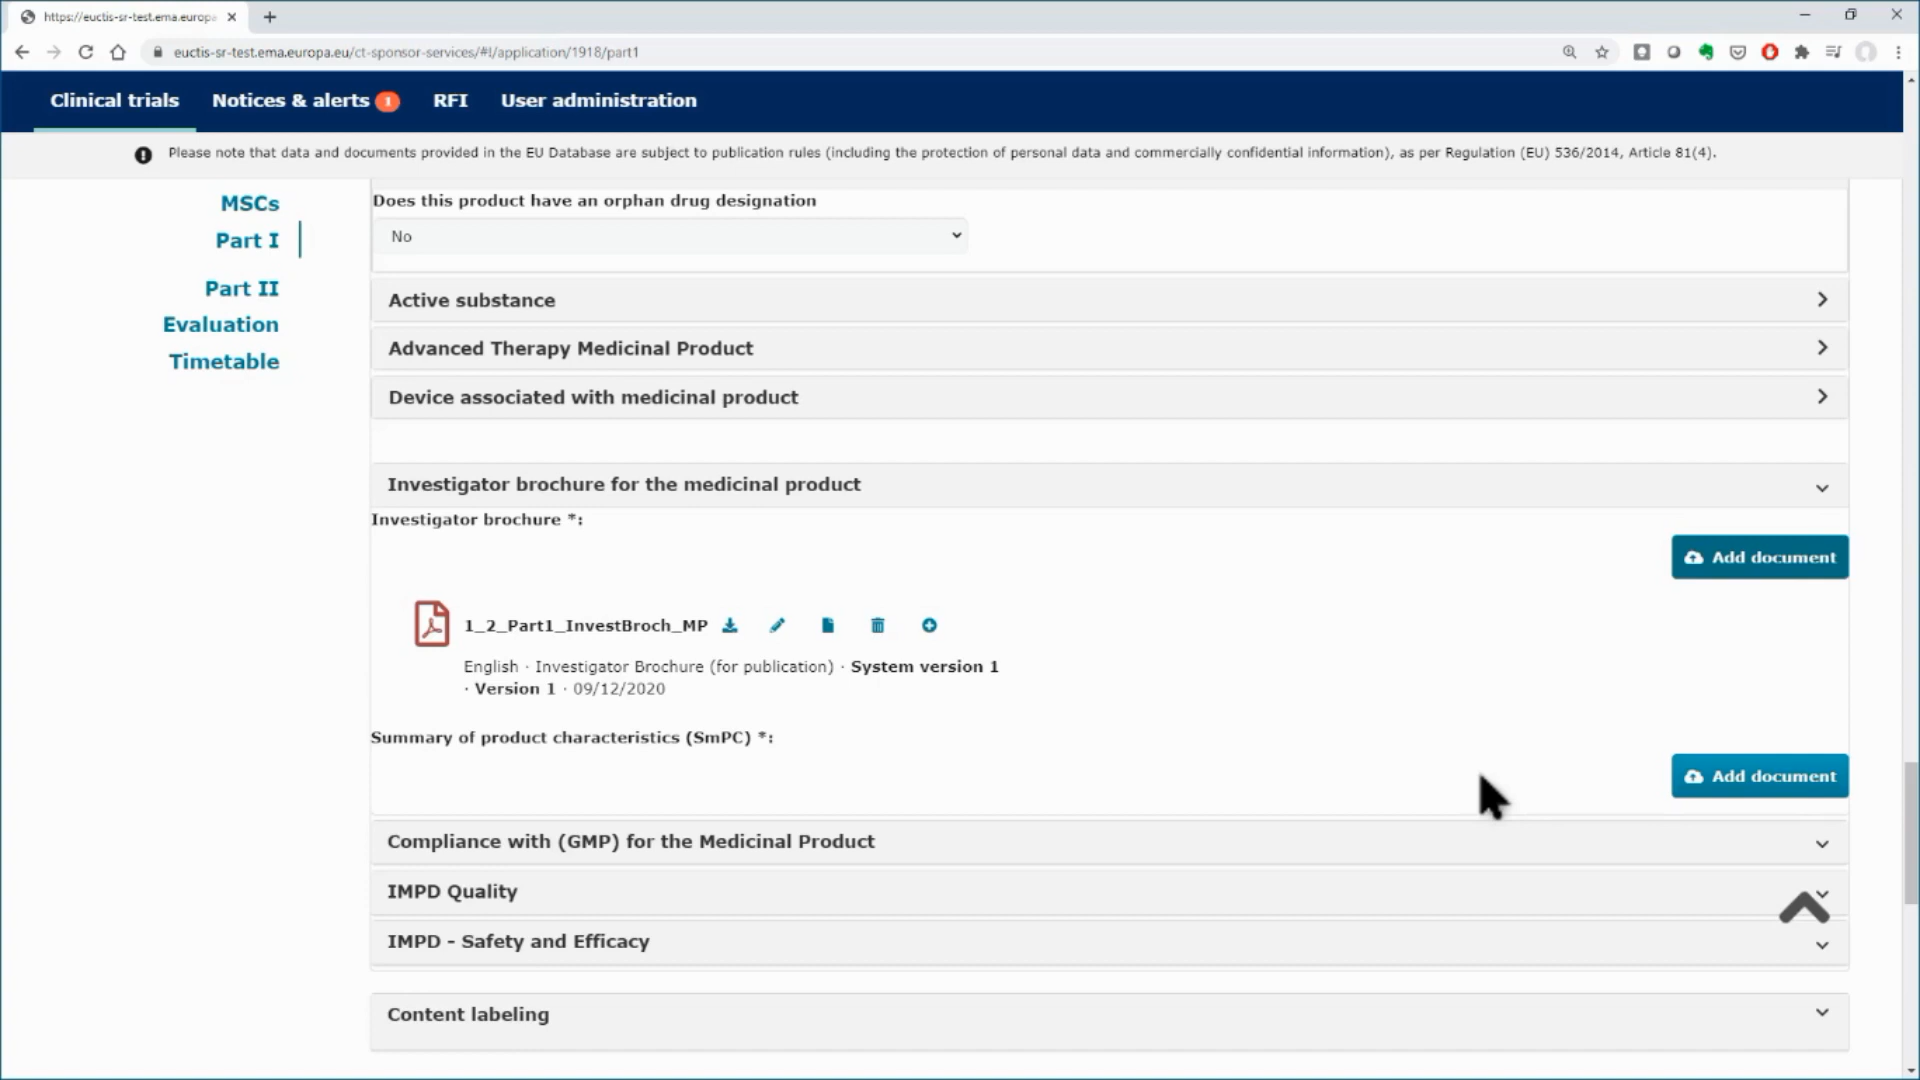 https://euctis-sr-test.ema.europa
euctis-sr-test.ema.europa.eu/ct-sponsor-services/#/application/1918/part1
Clinical trials
Notices & alerts 1
RFI
User administration
Please note that data and documents provided in the EU Database are subject to publication rules (including the protection of personal data and commercially confidential information), as per Regulation (EU) 536/2014, Article 81(4).
MSCs
Part I
Part II
Evaluation
Timetable
Does this product have an orphan drug designation
No
Active substance
Advanced Therapy Medicinal Product
Device associated with medicinal product
Investigator brochure for the medicinal product
Investigator brochure *:
Add document
1_2_Part1_InvestBroch_MP
English · Investigator Brochure (for publication) · System version 1
· Version 1 · 09/12/2020
Summary of product characteristics (SmPC) *:
Add document
Compliance with (GMP) for the Medicinal Product
IMPD Quality
IMPD - Safety and Efficacy
Content labeling